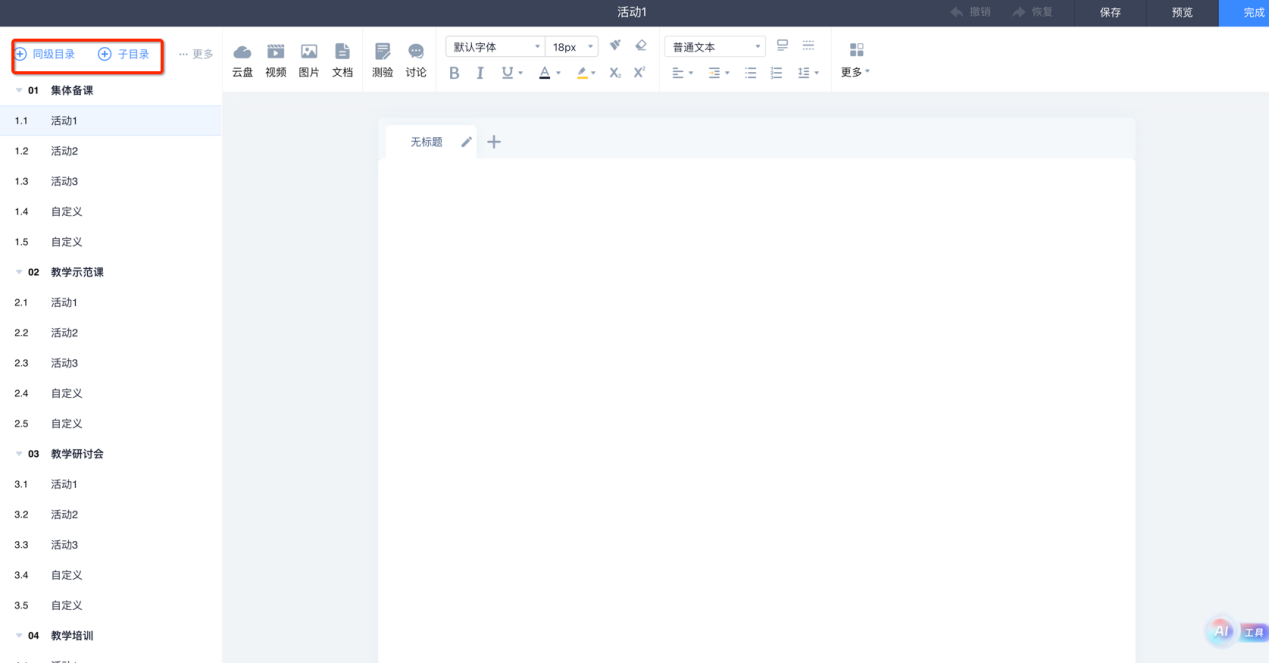 活动1
撤销 恢复 保存 预览 完成
同级目录 子目录 ··· 更多
云盘 视频 图片 文档 测验 讨论
默认字体 18px 普通文本
B I U A X₂ X² 更多
01 集体备课
1.1 活动1
1.2 活动2
1.3 活动3
1.4 自定义
1.5 自定义
02 教学示范课
2.1 活动1
2.2 活动2
2.3 活动3
2.4 自定义
2.5 自定义
03 教学研讨会
3.1 活动1
3.2 活动2
3.3 活动3
3.4 自定义
3.5 自定义
04 教学培训
无标题
AI 工具